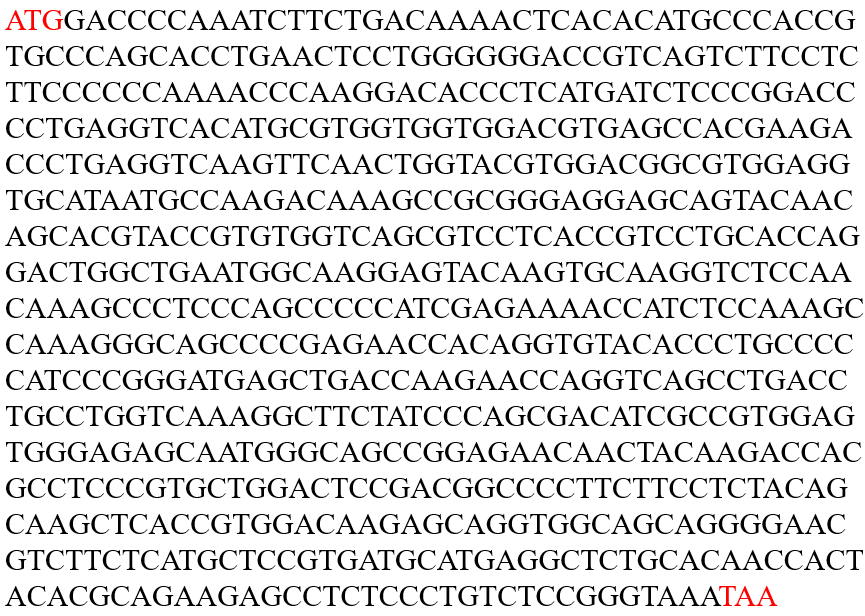 ATGGACCCCAAATCTTCTGACAAAACTCACACATGCCCACCG
TGCCCAGCACCTGAACTCCTGGGGGGACCGTCAGTCTTCCTC
TTCCCCCCAAAACCCAAGGACACCCTCATGATCTCCCGGACC
CCTGAGGTCACATGCGTGGTGGTGGACGTGAGCCACGAAGA
CCCTGAGGTCAAGTTCAACTGGTACGTGGACGGCGTGGAGG
TGCATAATGCCAAGACAAAGCCGCGGGAGGAGCAGTACAAC
AGCACGTACCGTGTGGTCAGCGTCCTCACCGTCCTGCACCAG
GACTGGCTGAATGGCAAGGAGTACAAGTGCAAGGTCTCCAA
CAAAGCCCTCCCAGCCCCCATCGAGAAAACCATCTCCAAAGC
CAAAGGGCAGCCCCGAGAACCACAGGTGTACACCCTGCCCC
CATCCCGGGATGAGCTGACCAAGAACCAGGTCAGCCTGACC
TGCCTGGTCAAAGGCTTCTATCCCAGCGACATCGCCGTGGAG
TGGGAGAGCAATGGGCAGCCGGAGAACAACTACAAGACCAC
GCCTCCCGTGCTGGACTCCGACGGCCCCTTCTTCCTCTACAG
CAAGCTCACCGTGGACAAGAGCAGGTGGCAGCAGGGGAAC
GTCTTCTCATGCTCCGTGATGCATGAGGCTCTGCACAACCACT
ACACGCAGAAGAGCCTCTCCCTGTCTCCGGGTAAATAA